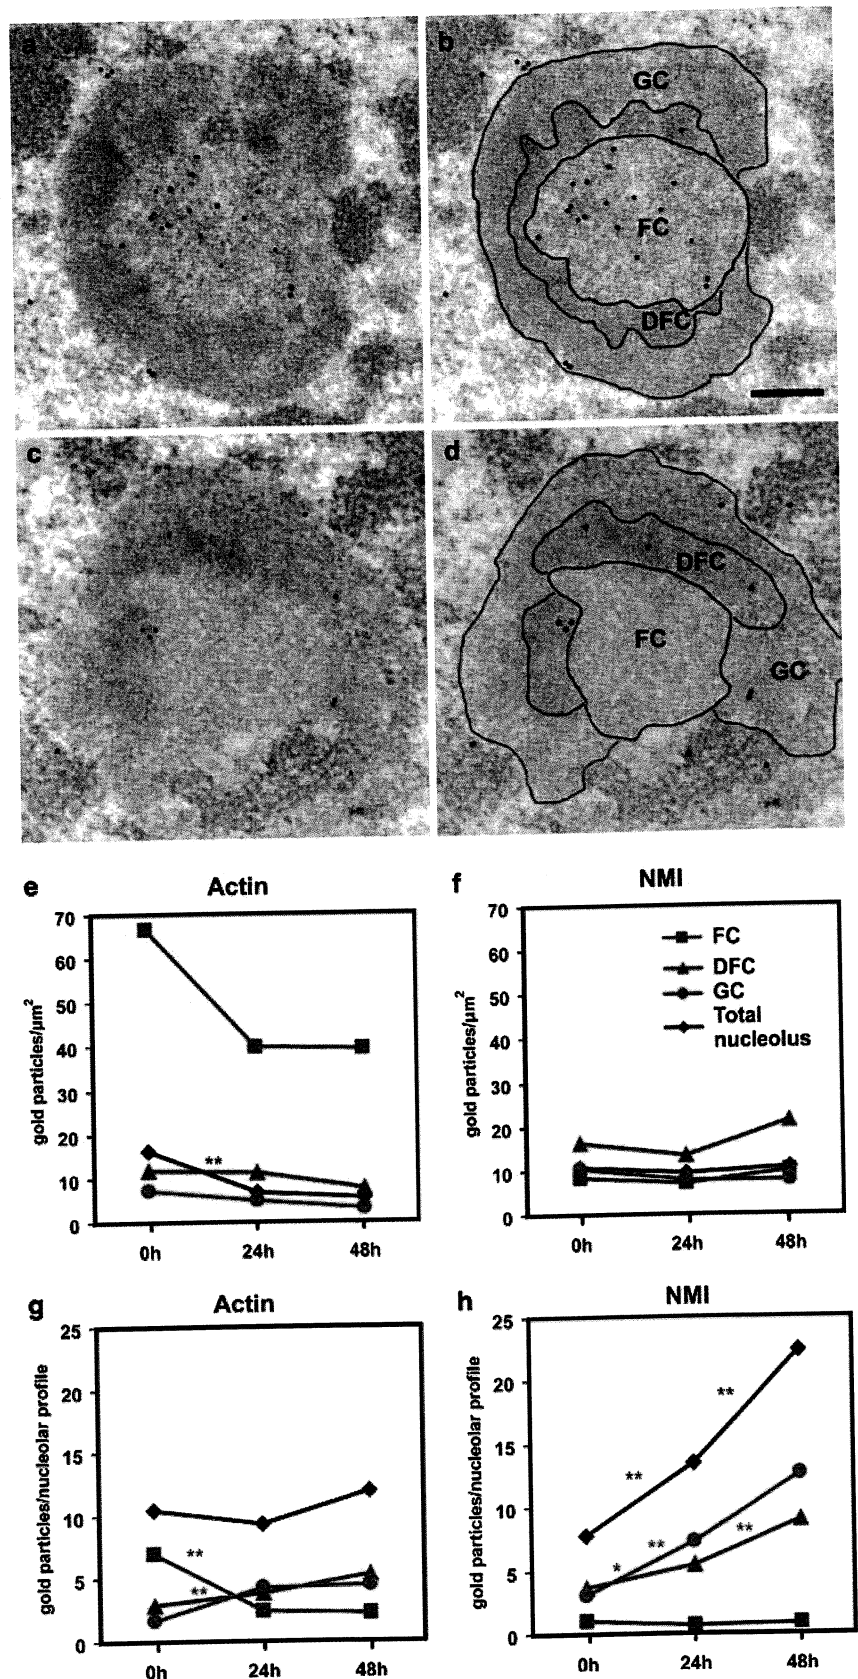 a
b
GC
FC
DFC
c
d
DFC
FC
GC
e
Actin
gold particles/µm2
70
60
50
40
30
20
10
0
**
0h 24h 48h
f
NMI
gold particles/µm2
70
60
50
40
30
20
10
0
FC
DFC
GC
Total
nucleolus
0h 24h 48h
g
Actin
gold particles/nucleolar profile
25
20
15
10
5
0
**
**
0h 24h 48h
h
NMI
gold particles/nucleolar profile
25
20
15
10
5
0
**
**
**
**
*
0h 24h 48h